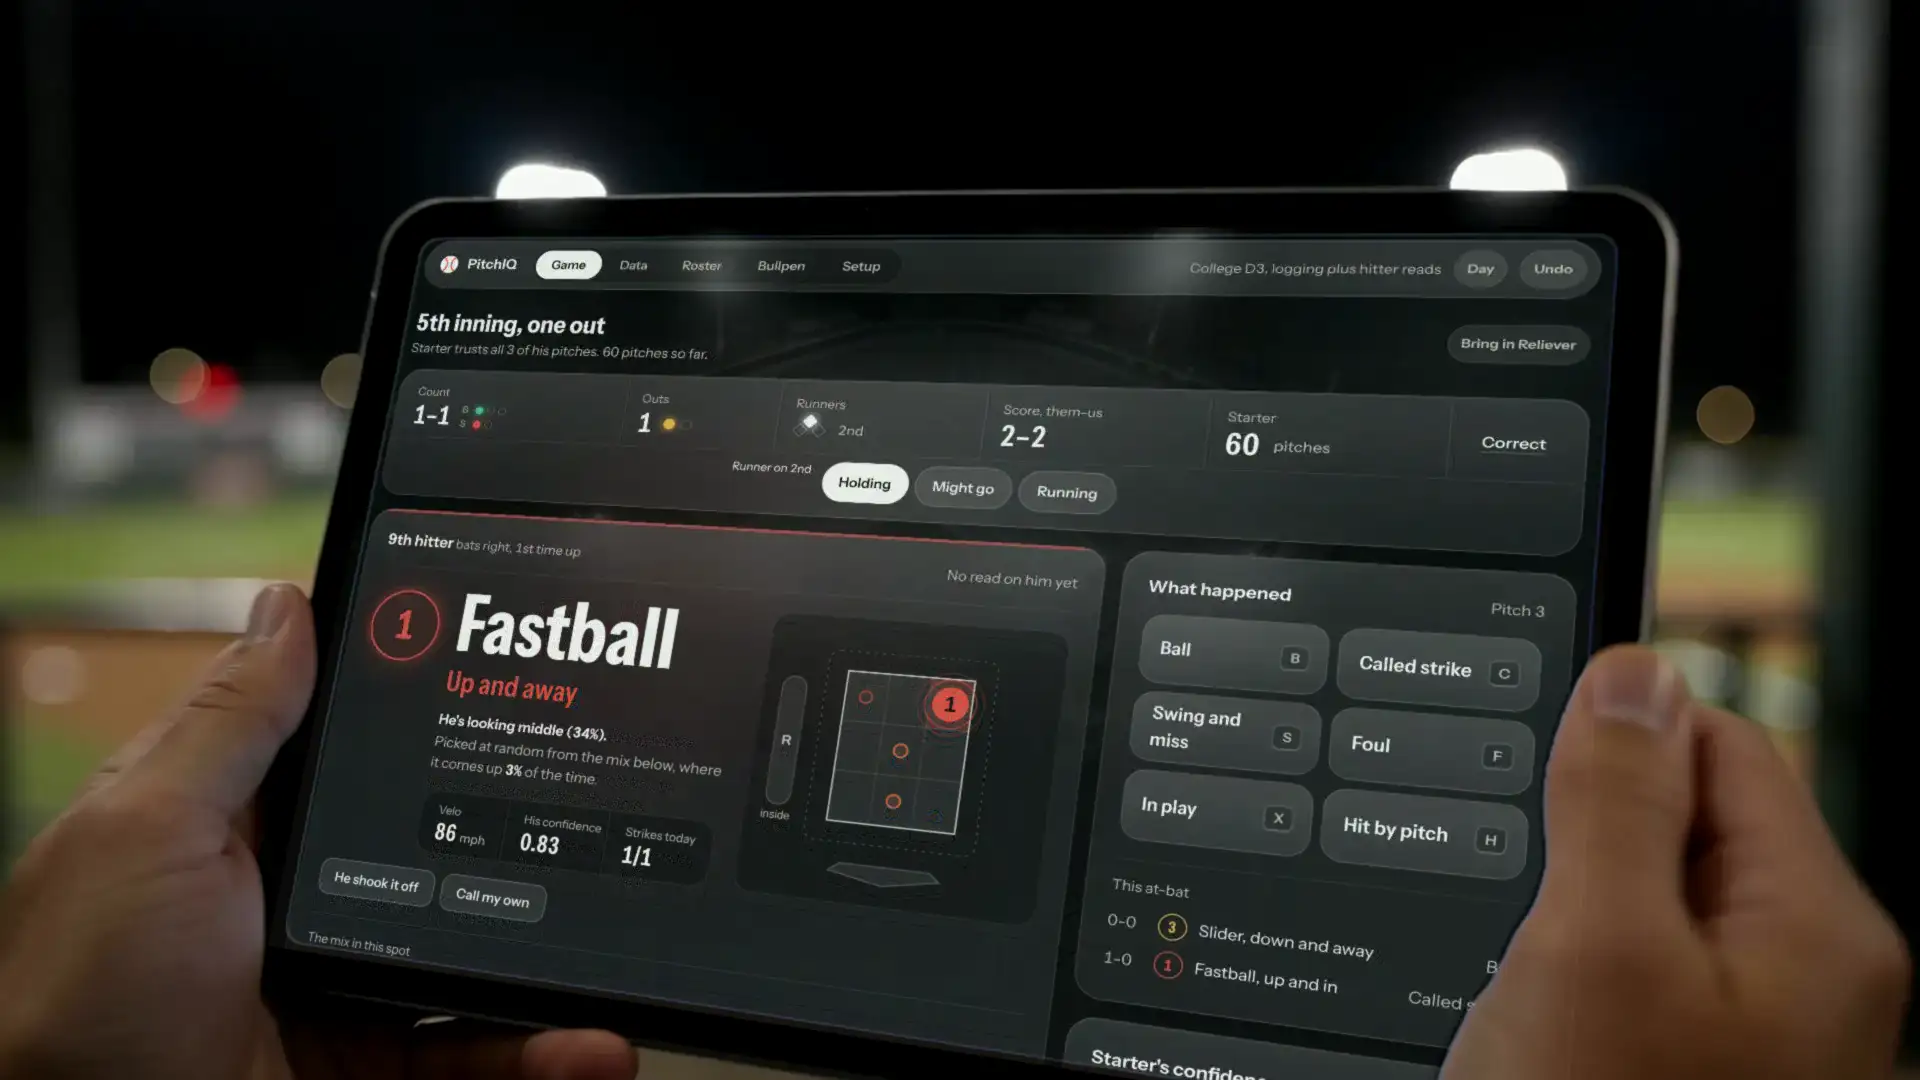 PitchIQ
Game
Data
Roster
Bullpen
Setup
College D3, logging plus hitter reads
Day
Undo
5th inning, one out
Starter trusts all 3 of his pitches. 60 pitches so far.
Bring in Reliever
Count
1-1
B
S
Outs
1
Runners
2nd
Score, them-us
2-2
Starter
60 pitches
Correct
Runner on 2nd
Holding
Might go
Running
9th hitter bats right, 1st time up
No read on him yet
1
Fastball
Up and away
He's looking middle (34%).
Picked at random from the mix below, where
it comes up 3% of the time.
Velo
86 mph
His confidence
0.83
Strikes today
1/1
He shook it off
Call my own
The mix in this spot
R
inside
1
What happened
Pitch 3
Ball
B
Called strike
C
Swing and
miss
S
Foul
F
In play
X
Hit by pitch
H
This at-bat
0-0
3
Slider, down and away
B
1-0
1
Fastball, up and in
Called s
Starter's confiden